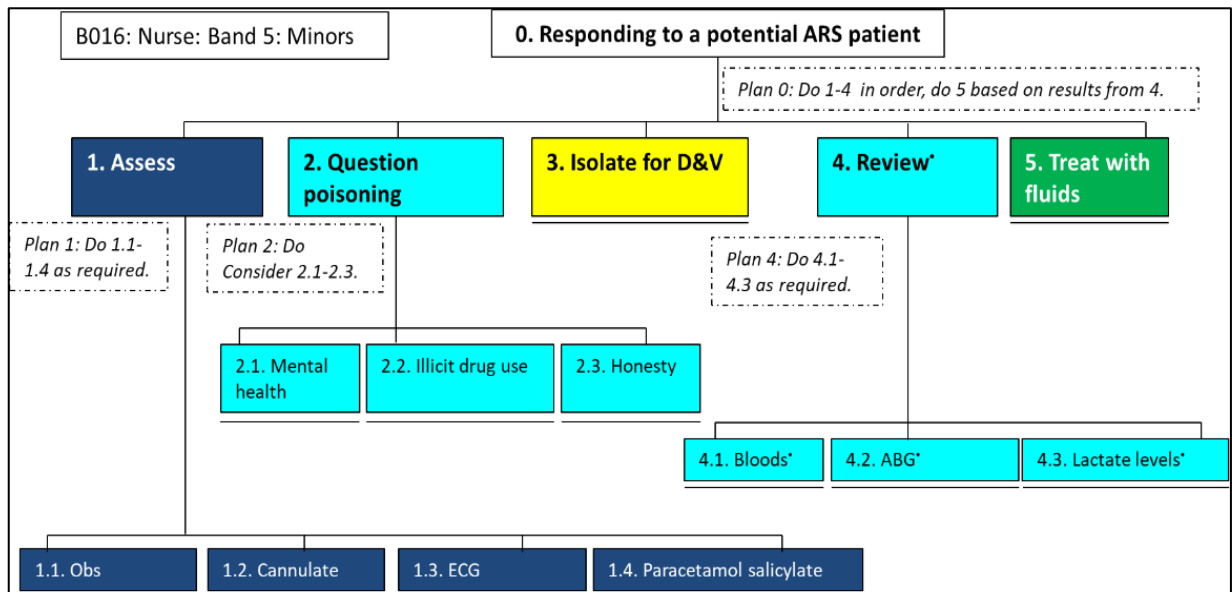 B016: Nurse: Band 5: Minors
0. Responding to a potential ARS patient
Plan 0: Do 1-4 in order, do 5 based on results from 4.
1. Assess
2. Question
poisoning
3. Isolate for D&V
4. Review•
5. Treat with
fluids
Plan 1: Do 1.1-
1.4 as required.
Plan 2: Do
Consider 2.1-2.3.
Plan 4: Do 4.1-
4.3 as required.
2.1. Mental
health
2.2. Illicit drug use
2.3. Honesty
4.1. Bloods•
4.2. ABG•
4.3. Lactate levels•
1.1. Obs
1.2. Cannulate
1.3. ECG
1.4. Paracetamol salicylate